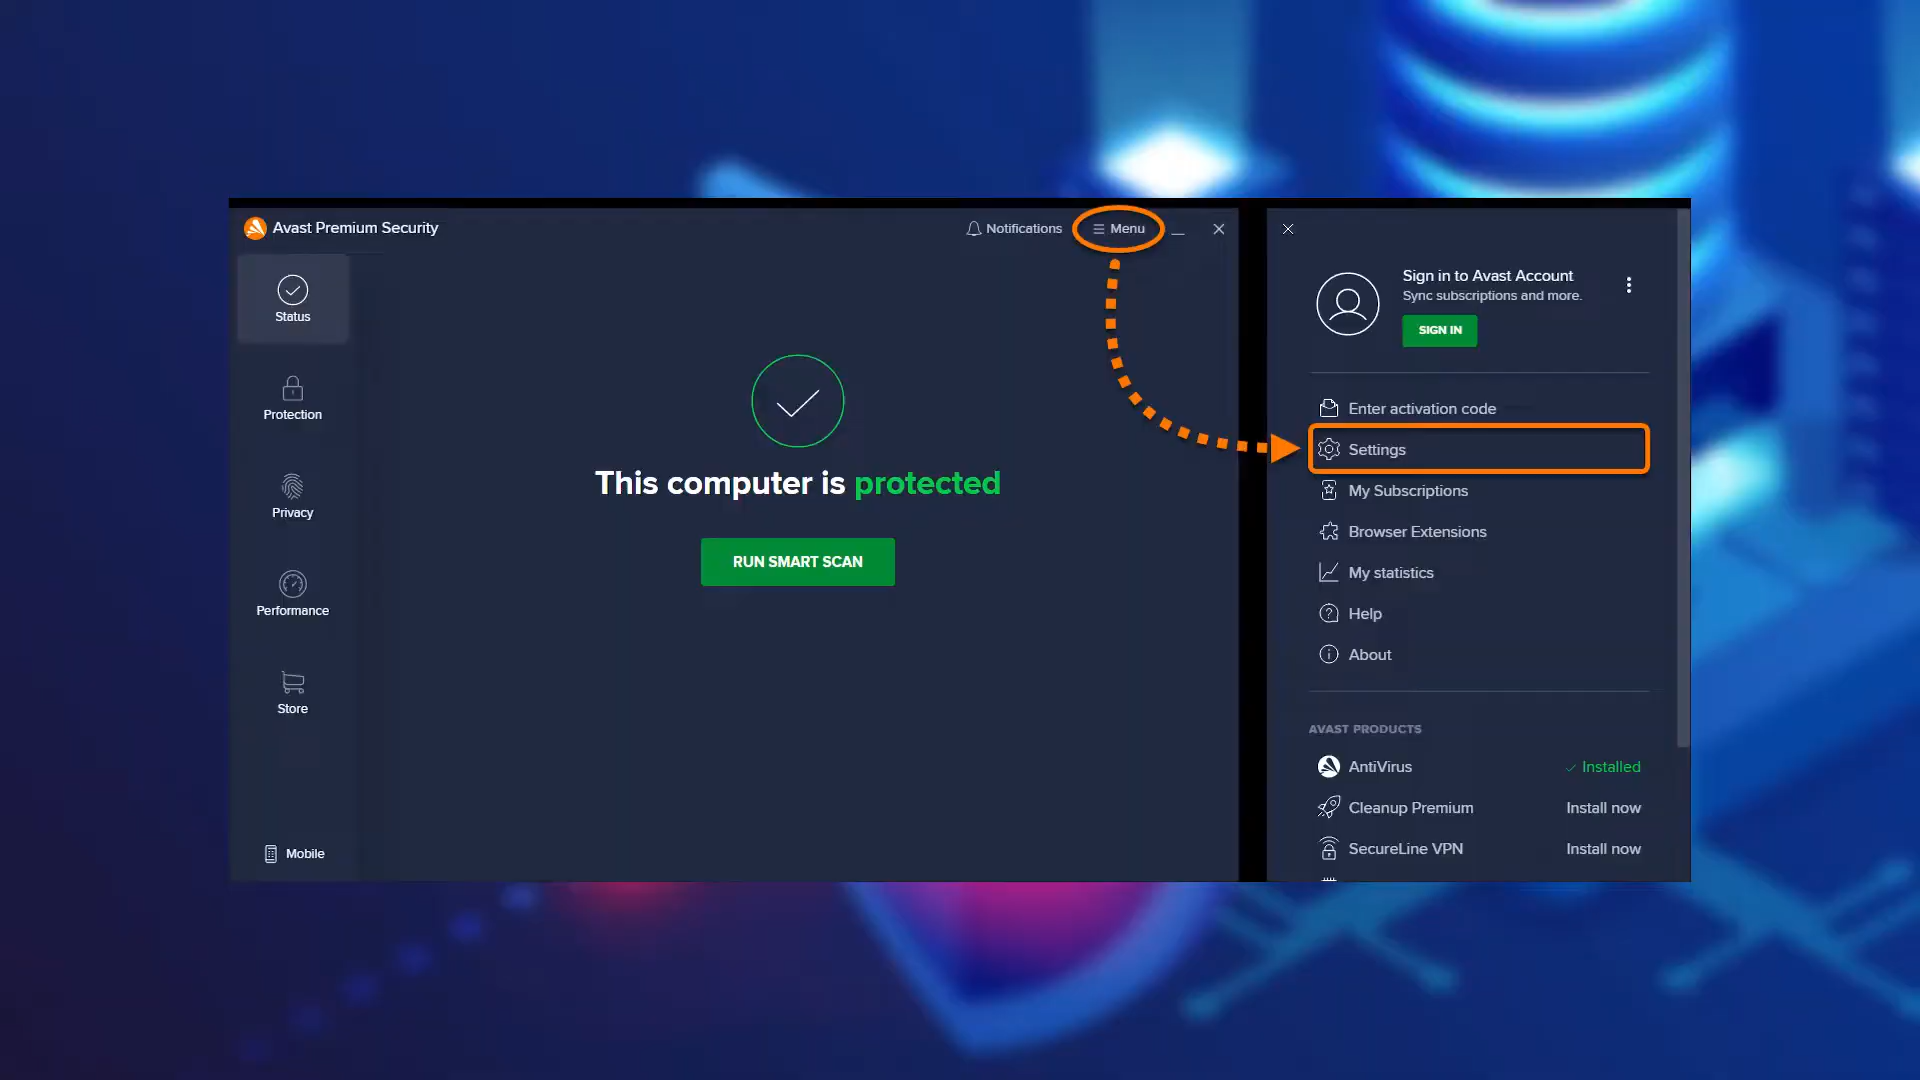 Avast Premium Security
Notifications
Menu
Status
Protection
Privacy
Performance
Store
Mobile
This computer is protected
RUN SMART SCAN
Sign in to Avast Account
Sync subscriptions and more.
SIGN IN
Enter activation code
Settings
My Subscriptions
Browser Extensions
My statistics
Help
About
AVAST PRODUCTS
AntiVirus Installed
Cleanup Premium Install now
SecureLine VPN Install now